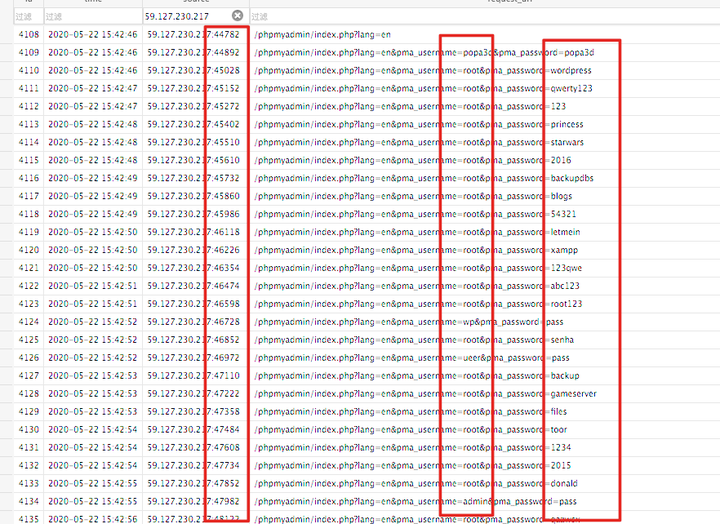 过滤 过滤 59.127.230.217 过滤
4108 2020-05-22 15:42:46 59.127.230.217:44782 /phpmyadmin/index.php?lang=en
4109 2020-05-22 15:42:46 59.127.230.217:44892 /phpmyadmin/index.php?lang=en&pma_username=popa3d&pma_password=popa3d
4110 2020-05-22 15:42:46 59.127.230.217:45028 /phpmyadmin/index.php?lang=en&pma_username=root&pma_password=wordpress
4111 2020-05-22 15:42:47 59.127.230.217:45152 /phpmyadmin/index.php?lang=en&pma_username=root&pma_password=qwerty123
4112 2020-05-22 15:42:47 59.127.230.217:45272 /phpmyadmin/index.php?lang=en&pma_username=root&pma_password=123
4113 2020-05-22 15:42:48 59.127.230.217:45402 /phpmyadmin/index.php?lang=en&pma_username=root&pma_password=princess
4114 2020-05-22 15:42:48 59.127.230.217:45510 /phpmyadmin/index.php?lang=en&pma_username=root&pma_password=starwars
4115 2020-05-22 15:42:48 59.127.230.217:45610 /phpmyadmin/index.php?lang=en&pma_username=root&pma_password=2016
4116 2020-05-22 15:42:49 59.127.230.217:45732 /phpmyadmin/index.php?lang=en&pma_username=root&pma_password=backupdbs
4117 2020-05-22 15:42:49 59.127.230.217:45860 /phpmyadmin/index.php?lang=en&pma_username=root&pma_password=blogs
4118 2020-05-22 15:42:49 59.127.230.217:45986 /phpmyadmin/index.php?lang=en&pma_username=root&pma_password=54321
4119 2020-05-22 15:42:50 59.127.230.217:46118 /phpmyadmin/index.php?lang=en&pma_username=root&pma_password=letmein
4120 2020-05-22 15:42:50 59.127.230.217:46226 /phpmyadmin/index.php?lang=en&pma_username=root&pma_password=xampp
4121 2020-05-22 15:42:50 59.127.230.217:46354 /phpmyadmin/index.php?lang=en&pma_username=root&pma_password=123qwe
4122 2020-05-22 15:42:51 59.127.230.217:46474 /phpmyadmin/index.php?lang=en&pma_username=root&pma_password=abc123
4123 2020-05-22 15:42:51 59.127.230.217:46598 /phpmyadmin/index.php?lang=en&pma_username=root&pma_password=root123
4124 2020-05-22 15:42:52 59.127.230.217:46728 /phpmyadmin/index.php?lang=en&pma_username=wp&pma_password=pass
4125 2020-05-22 15:42:52 59.127.230.217:46852 /phpmyadmin/index.php?lang=en&pma_username=root&pma_password=senha
4126 2020-05-22 15:42:52 59.127.230.217:46972 /phpmyadmin/index.php?lang=en&pma_username=ueer&pma_password=pass
4127 2020-05-22 15:42:53 59.127.230.217:47110 /phpmyadmin/index.php?lang=en&pma_username=root&pma_password=backup
4128 2020-05-22 15:42:53 59.127.230.217:47222 /phpmyadmin/index.php?lang=en&pma_username=root&pma_password=gameserver
4129 2020-05-22 15:42:53 59.127.230.217:47358 /phpmyadmin/index.php?lang=en&pma_username=root&pma_password=files
4130 2020-05-22 15:42:54 59.127.230.217:47484 /phpmyadmin/index.php?lang=en&pma_username=root&pma_password=toor
4131 2020-05-22 15:42:54 59.127.230.217:47608 /phpmyadmin/index.php?lang=en&pma_username=root&pma_password=1234
4132 2020-05-22 15:42:54 59.127.230.217:47734 /phpmyadmin/index.php?lang=en&pma_username=root&pma_password=2015
4133 2020-05-22 15:42:55 59.127.230.217:47852 /phpmyadmin/index.php?lang=en&pma_username=root&pma_password=donald
4134 2020-05-22 15:42:55 59.127.230.217:47982 /phpmyadmin/index.php?lang=en&pma_username=admin&pma_password=pass
4135 2020-05-22 15:42:56